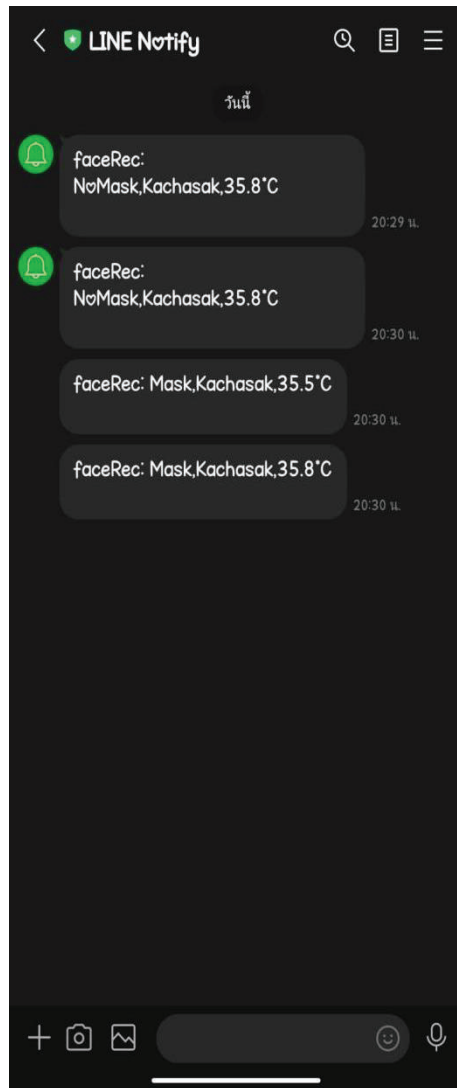 LINE Notify
วันนี้
faceRec:
NoMask,Kachasak,35.8°C
20:29 น.
faceRec:
NoMask,Kachasak,35.8°C
20:30 น.
faceRec: Mask,Kachasak,35.5°C
20:30 น.
faceRec: Mask,Kachasak,35.8°C
20:30 น.